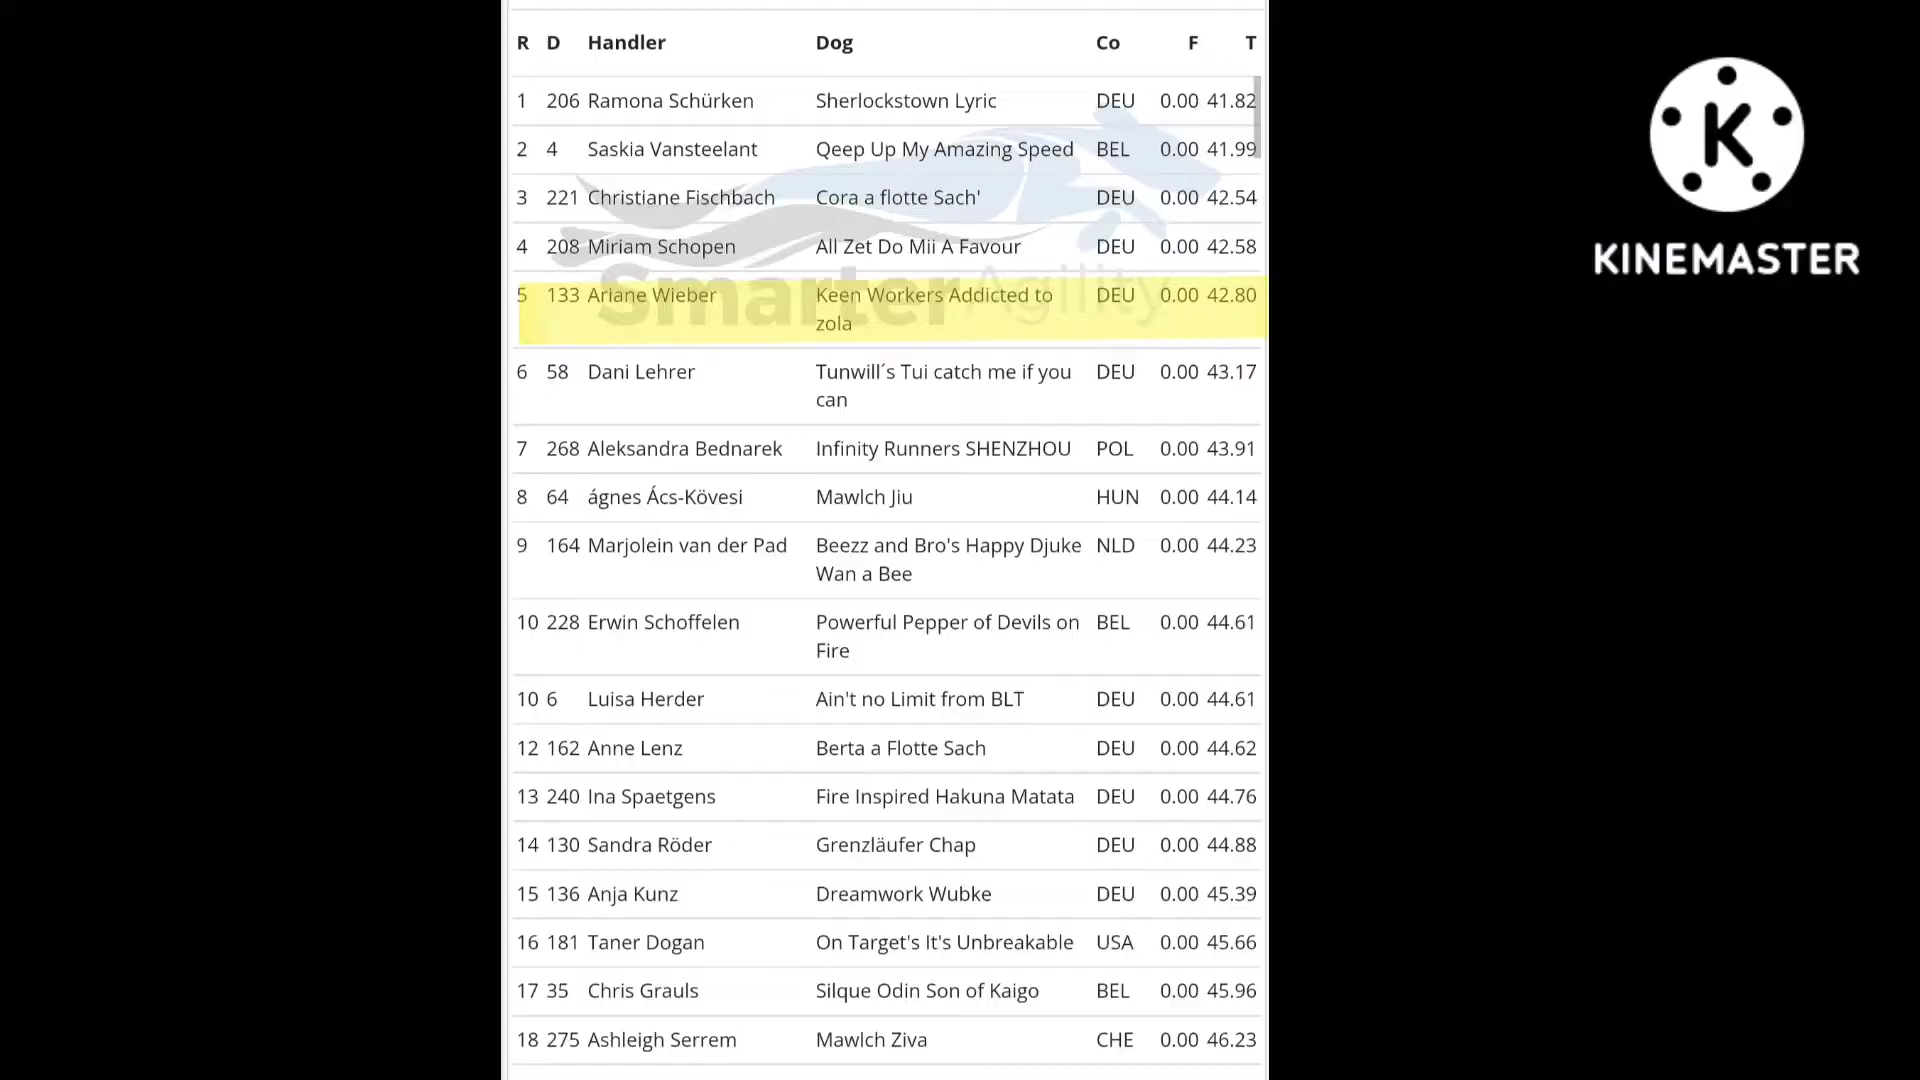 R D Handler Dog Co F T
1 206 Ramona Schürken Sherlockstown Lyric DEU 0.00 41.82
2 4 Saskia Vansteelant Qeep Up My Amazing Speed BEL 0.00 41.99
3 221 Christiane Fischbach Cora a flotte Sach' DEU 0.00 42.54
4 208 Miriam Schopen All Zet Do Mii A Favour DEU 0.00 42.58
SmarterAgility
5 133 Ariane Wieber Keen Workers Addicted to DEU 0.00 42.80
zola
6 58 Dani Lehrer Tunwill´s Tui catch me if you DEU 0.00 43.17
can
7 268 Aleksandra Bednarek Infinity Runners SHENZHOU POL 0.00 43.91
8 64 ágnes Ács-Kövesi Mawlch Jiu HUN 0.00 44.14
9 164 Marjolein van der Pad Beezz and Bro's Happy Djuke NLD 0.00 44.23
Wan a Bee
10 228 Erwin Schoffelen Powerful Pepper of Devils on BEL 0.00 44.61
Fire
10 6 Luisa Herder Ain't no Limit from BLT DEU 0.00 44.61
12 162 Anne Lenz Berta a Flotte Sach DEU 0.00 44.62
13 240 Ina Spaetgens Fire Inspired Hakuna Matata DEU 0.00 44.76
14 130 Sandra Röder Grenzläufer Chap DEU 0.00 44.88
15 136 Anja Kunz Dreamwork Wubke DEU 0.00 45.39
16 181 Taner Dogan On Target's It's Unbreakable USA 0.00 45.66
17 35 Chris Grauls Silque Odin Son of Kaigo BEL 0.00 45.96
18 275 Ashleigh Serrem Mawlch Ziva CHE 0.00 46.23
K
KINEMASTER